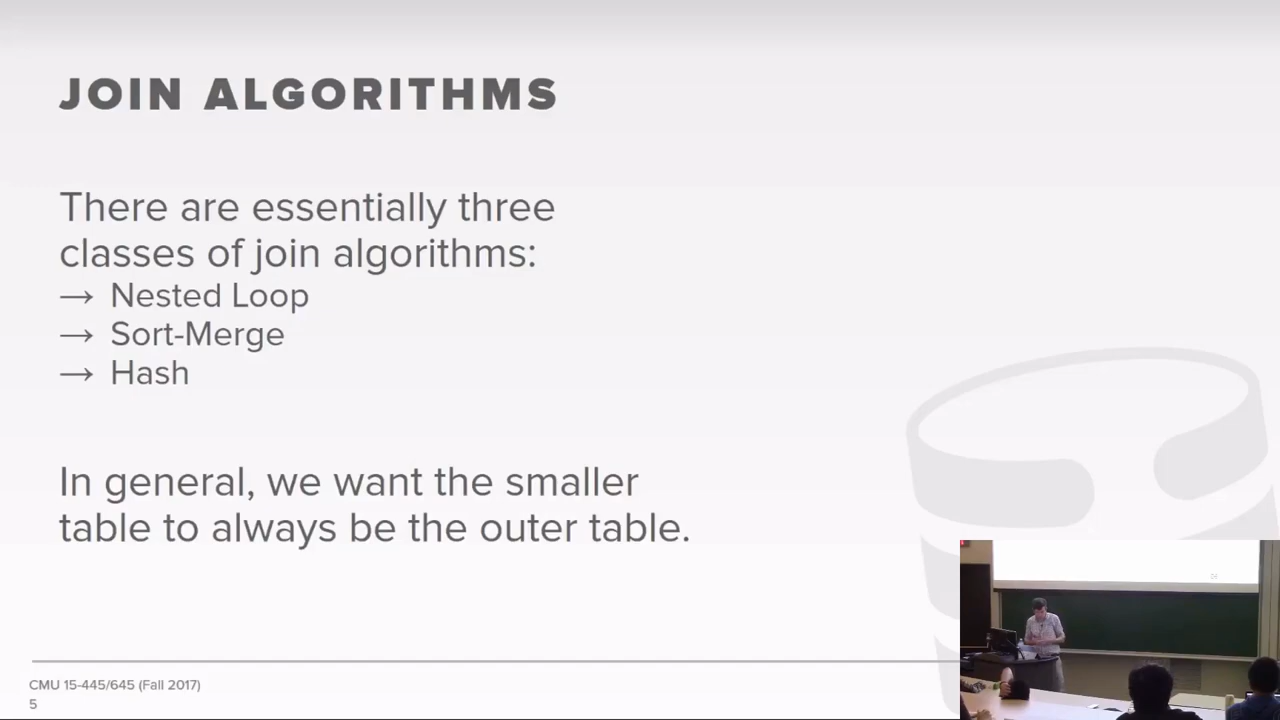 JOIN ALGORITHMS
There are essentially three
classes of join algorithms:
→ Nested Loop
→ Sort-Merge
→ Hash
In general, we want the smaller
table to always be the outer table.
CMU 15-445/645 (Fall 2017)
5